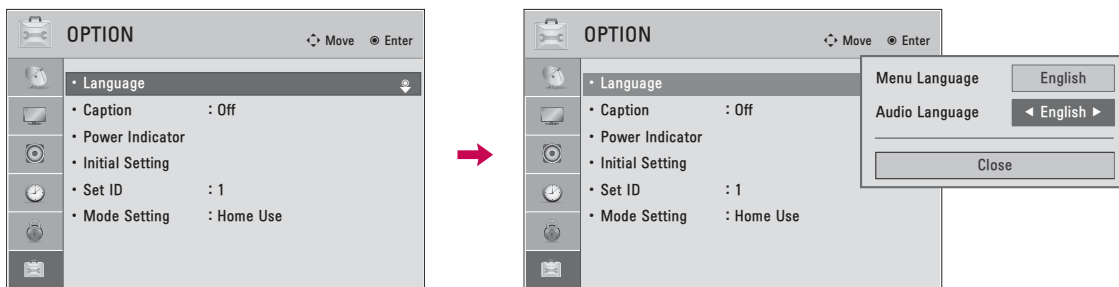 OPTION
Move Enter
• Language
• Caption : Off
• Power Indicator
• Initial Setting
• Set ID : 1
• Mode Setting : Home Use
OPTION
Move Enter
• Language
• Caption : Off
• Power Indicator
• Initial Setting
• Set ID : 1
• Mode Setting : Home Use
Menu Language English
Audio Language ◄ English ►
Close